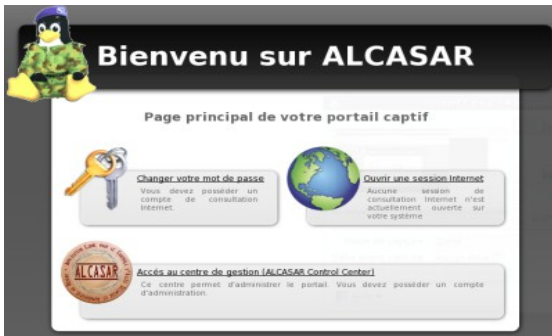 Bienvenu sur ALCASAR
Page principal de votre portail captif
Changer votre mot de passe
Vous devez posséder un
compte de consultation
Internet.
Ouvrir une session Internet
Aucune session de
consultation Internet n'est
actuellement ouverte sur
votre système
ALCASAR
Accès au centre de gestion (ALCASAR Control Center)
Ce centre permet d'administrer le portail. Vous devez posséder un compte
d'administration.